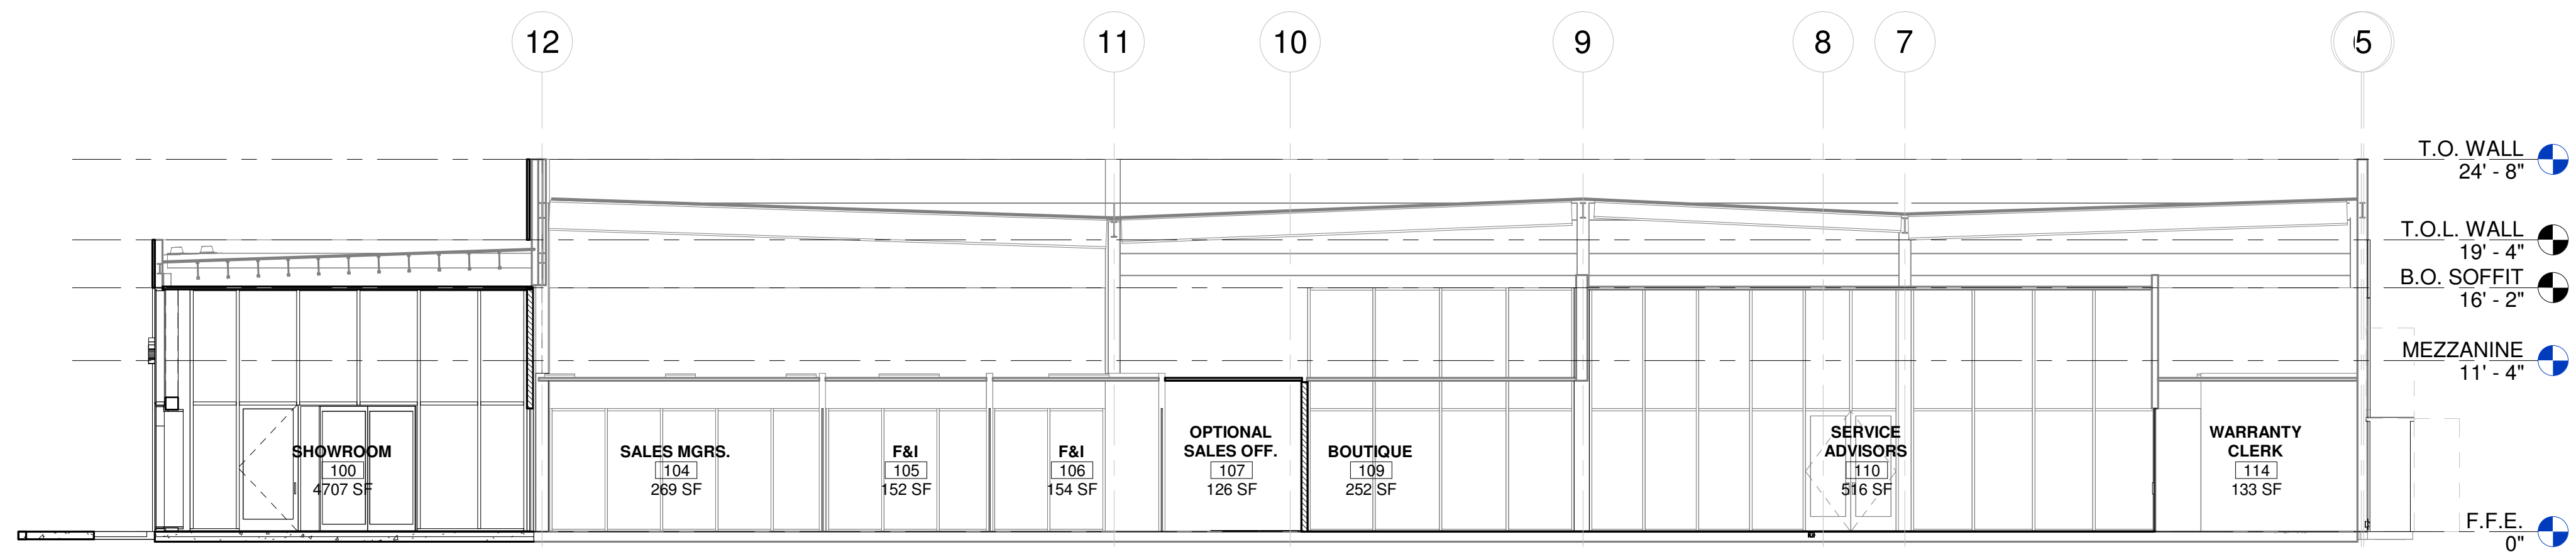 12
11
10
9
8
7
5
T.O. WALL
24' - 8"
T.O.L. WALL
19' - 4"
B.O. SOFFIT
16' - 2"
MEZZANINE
11' - 4"
SHOWROOM
100
4707 SF
SALES MGRS.
104
269 SF
F&I
105
152 SF
F&I
106
154 SF
OPTIONAL
SALES OFF.
107
126 SF
BOUTIQUE
109
252 SF
SERVICE
ADVISORS
110
516 SF
WARRANTY
CLERK
114
133 SF
F.F.E.
0"